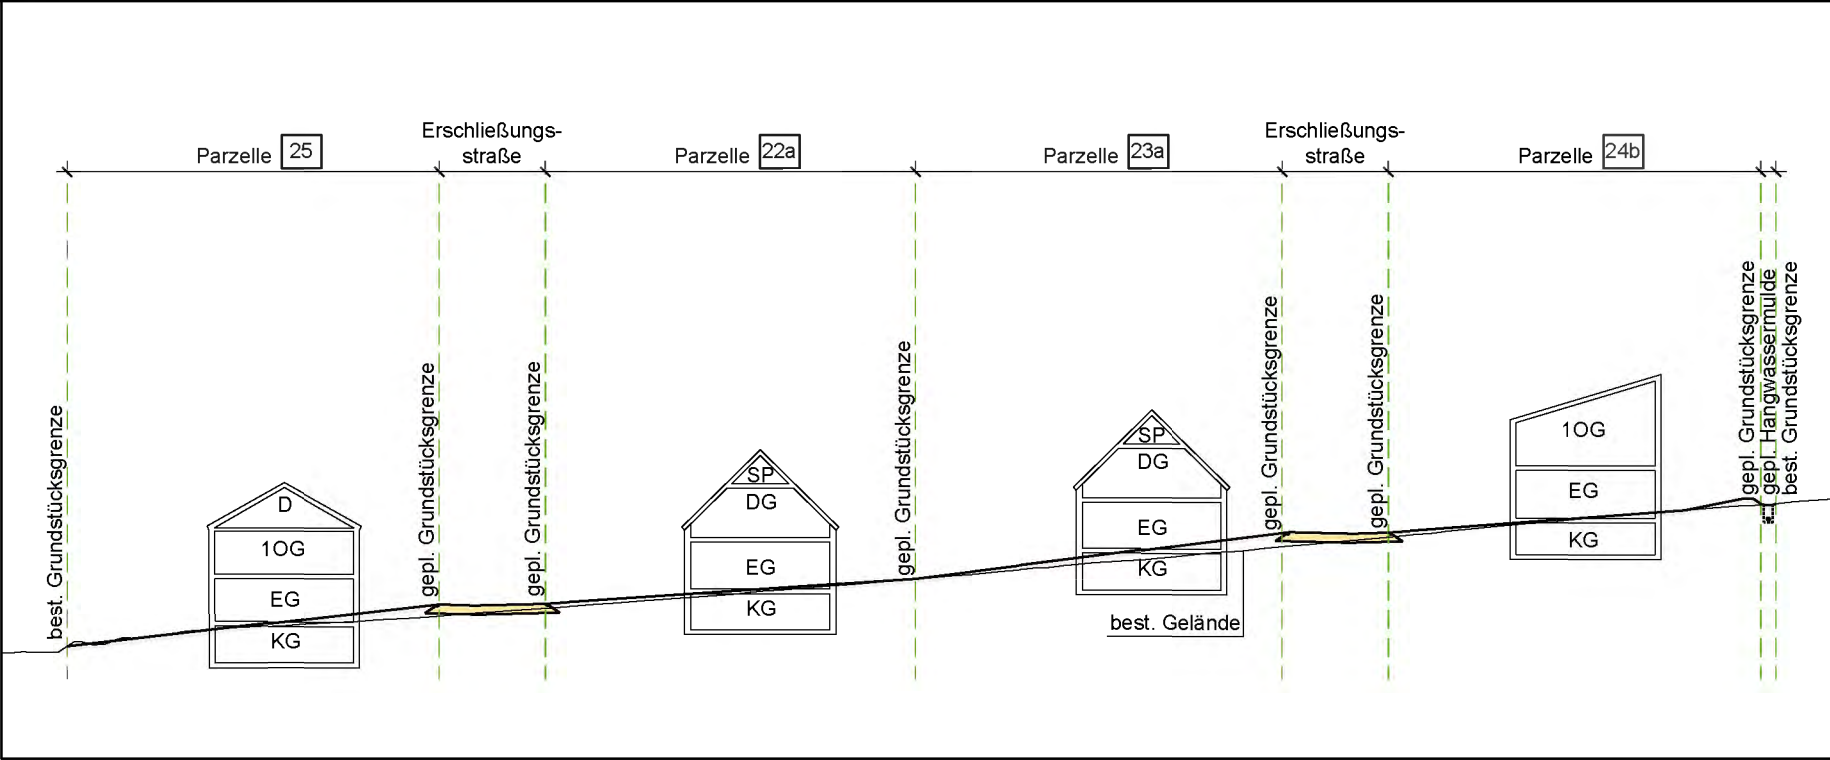 Parzelle 25
Erschließungs-
straße
Parzelle 22a
Parzelle 23a
Erschließungs-
straße
Parzelle 24b
best. Grundstücksgrenze
gepl. Grundstücksgrenze
gepl. Grundstücksgrenze
gepl. Grundstücksgrenze
gepl. Grundstücksgrenze
gepl. Grundstücksgrenze
gepl. Grundstücksgrenze
gepl. Hangwassermulde
best. Grundstücksgrenze
D
1OG
EG
KG
SP
DG
EG
KG
SP
DG
EG
KG
best. Gelände
1OG
EG
KG